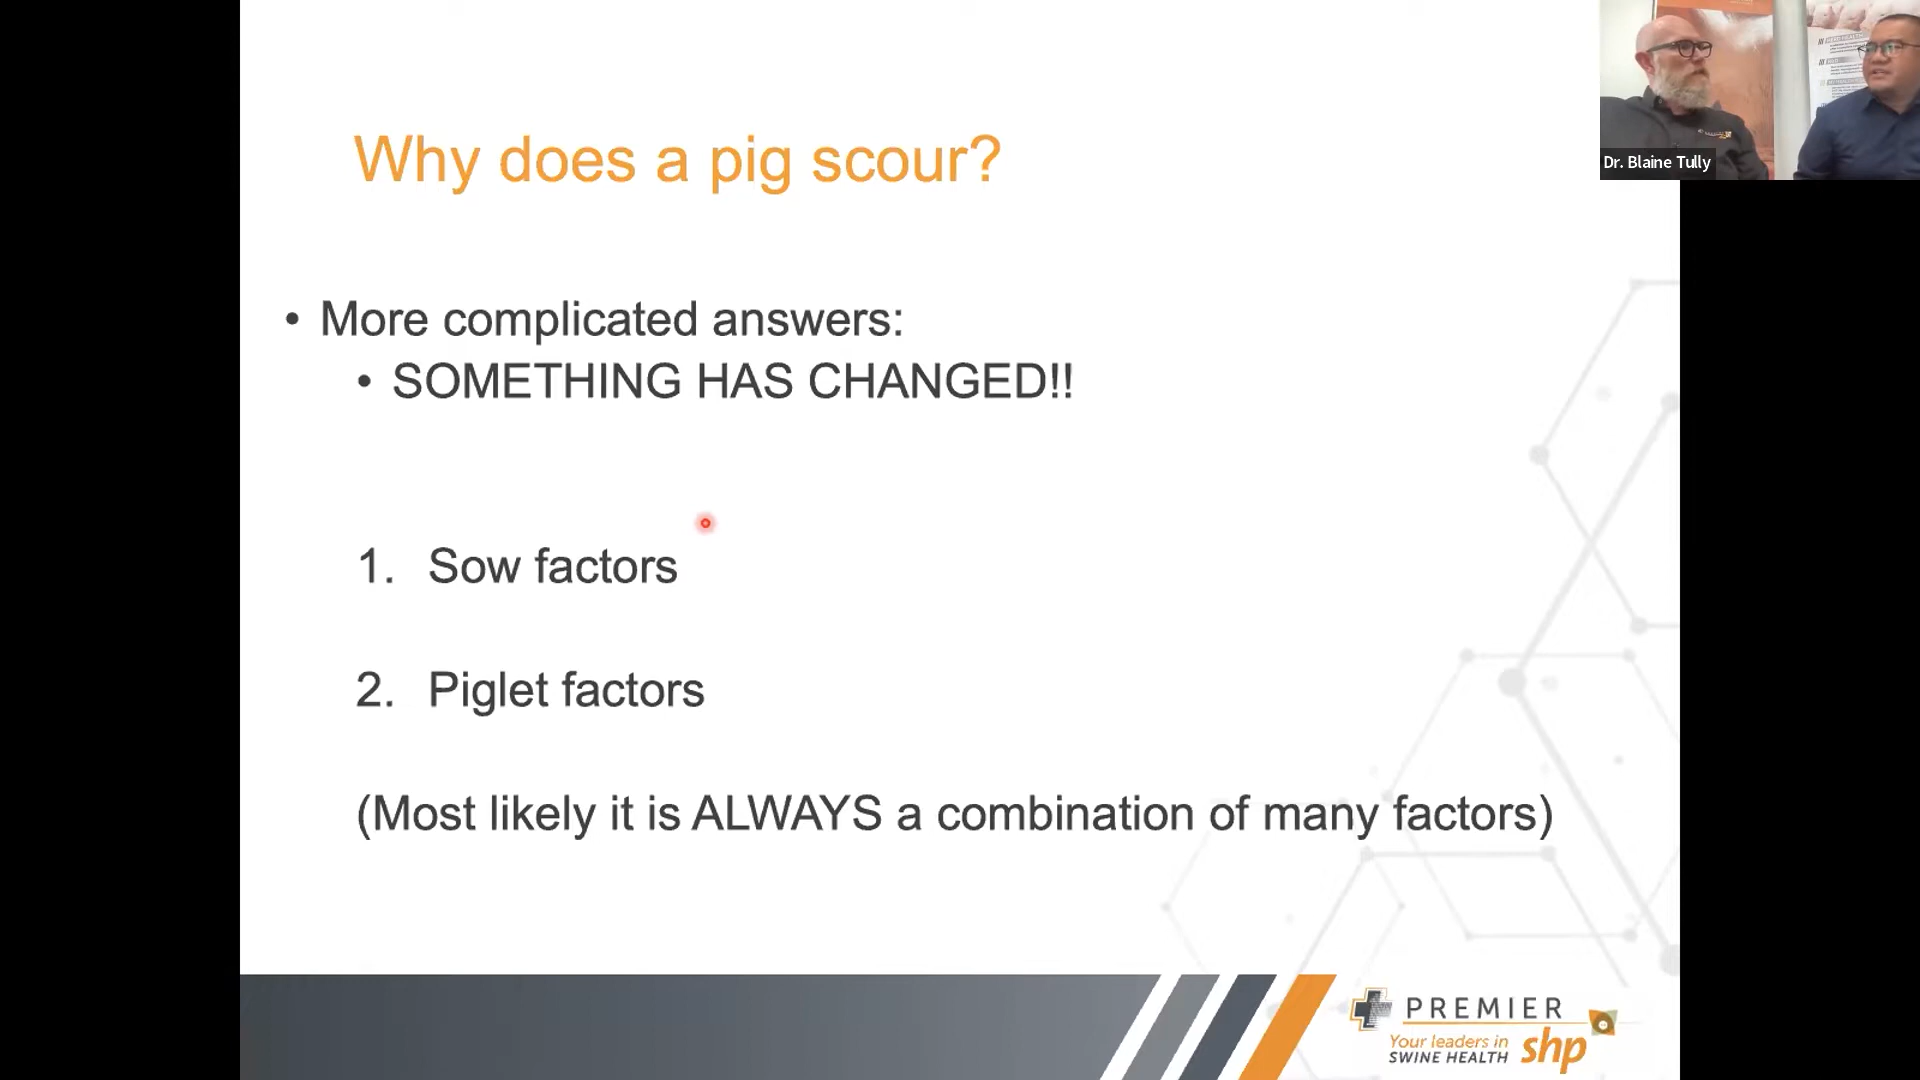 Why does a pig scour?
• More complicated answers:
• SOMETHING HAS CHANGED!!
1. Sow factors
2. Piglet factors
(Most likely it is ALWAYS a combination of many factors)
Dr. Blaine Tully
PREMIER
Your leaders in
SWINE HEALTH
shp